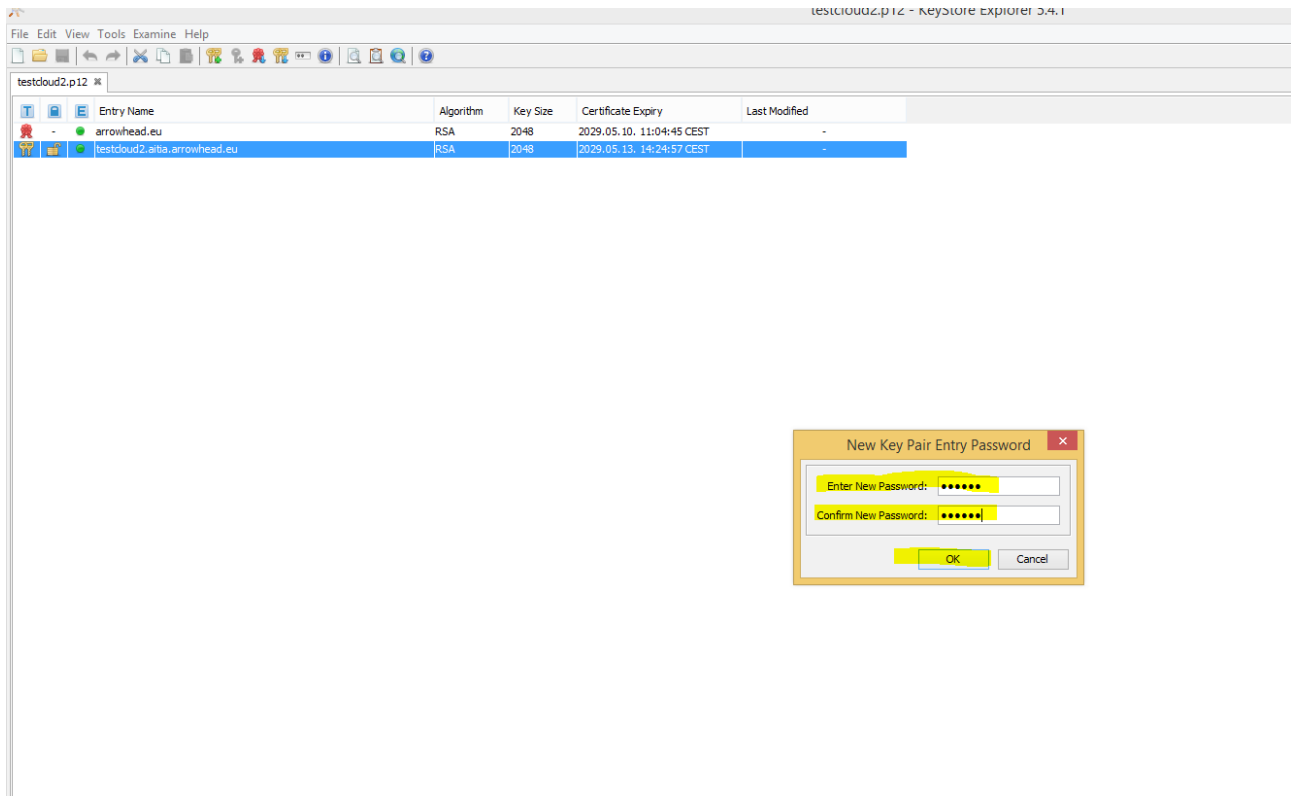 testcloud2.p12 - KeyStore Explorer 5.4.1
File Edit View Tools Examine Help
testcloud2.p12
T E Entry Name Algorithm Key Size Certificate Expiry Last Modified
- arrowhead.eu RSA 2048 2029.05.10. 11:04:45 CEST -
testcloud2.aitia.arrowhead.eu RSA 2048 2029.05.13. 14:24:57 CEST -
New Key Pair Entry Password
Enter New Password: ••••••
Confirm New Password: ••••••
OK Cancel